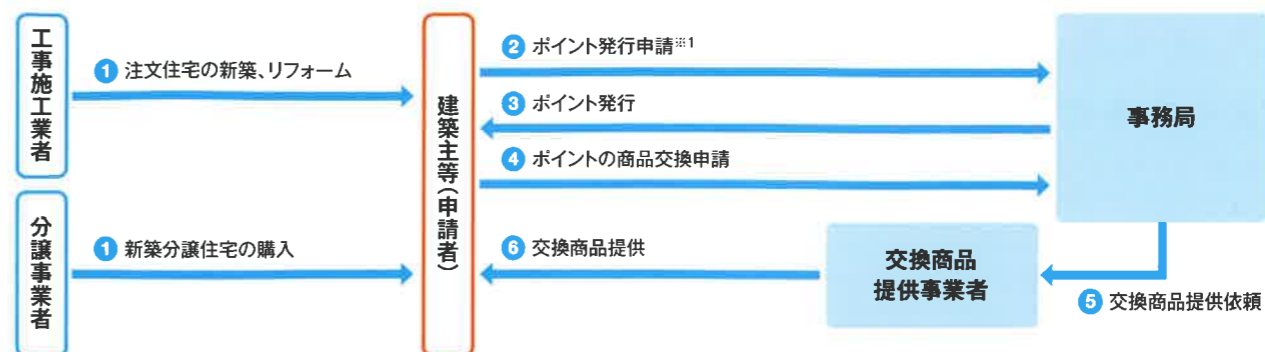 工事施工業者
① 注文住宅の新築、リフォーム
分譲事業者
① 新築分譲住宅の購入
建築主等（申請者）
② ポイント発行申請※1
③ ポイント発行
④ ポイントの商品交換申請
事務局
⑤ 交換商品提供依頼
交換商品
提供事業者
⑥ 交換商品提供